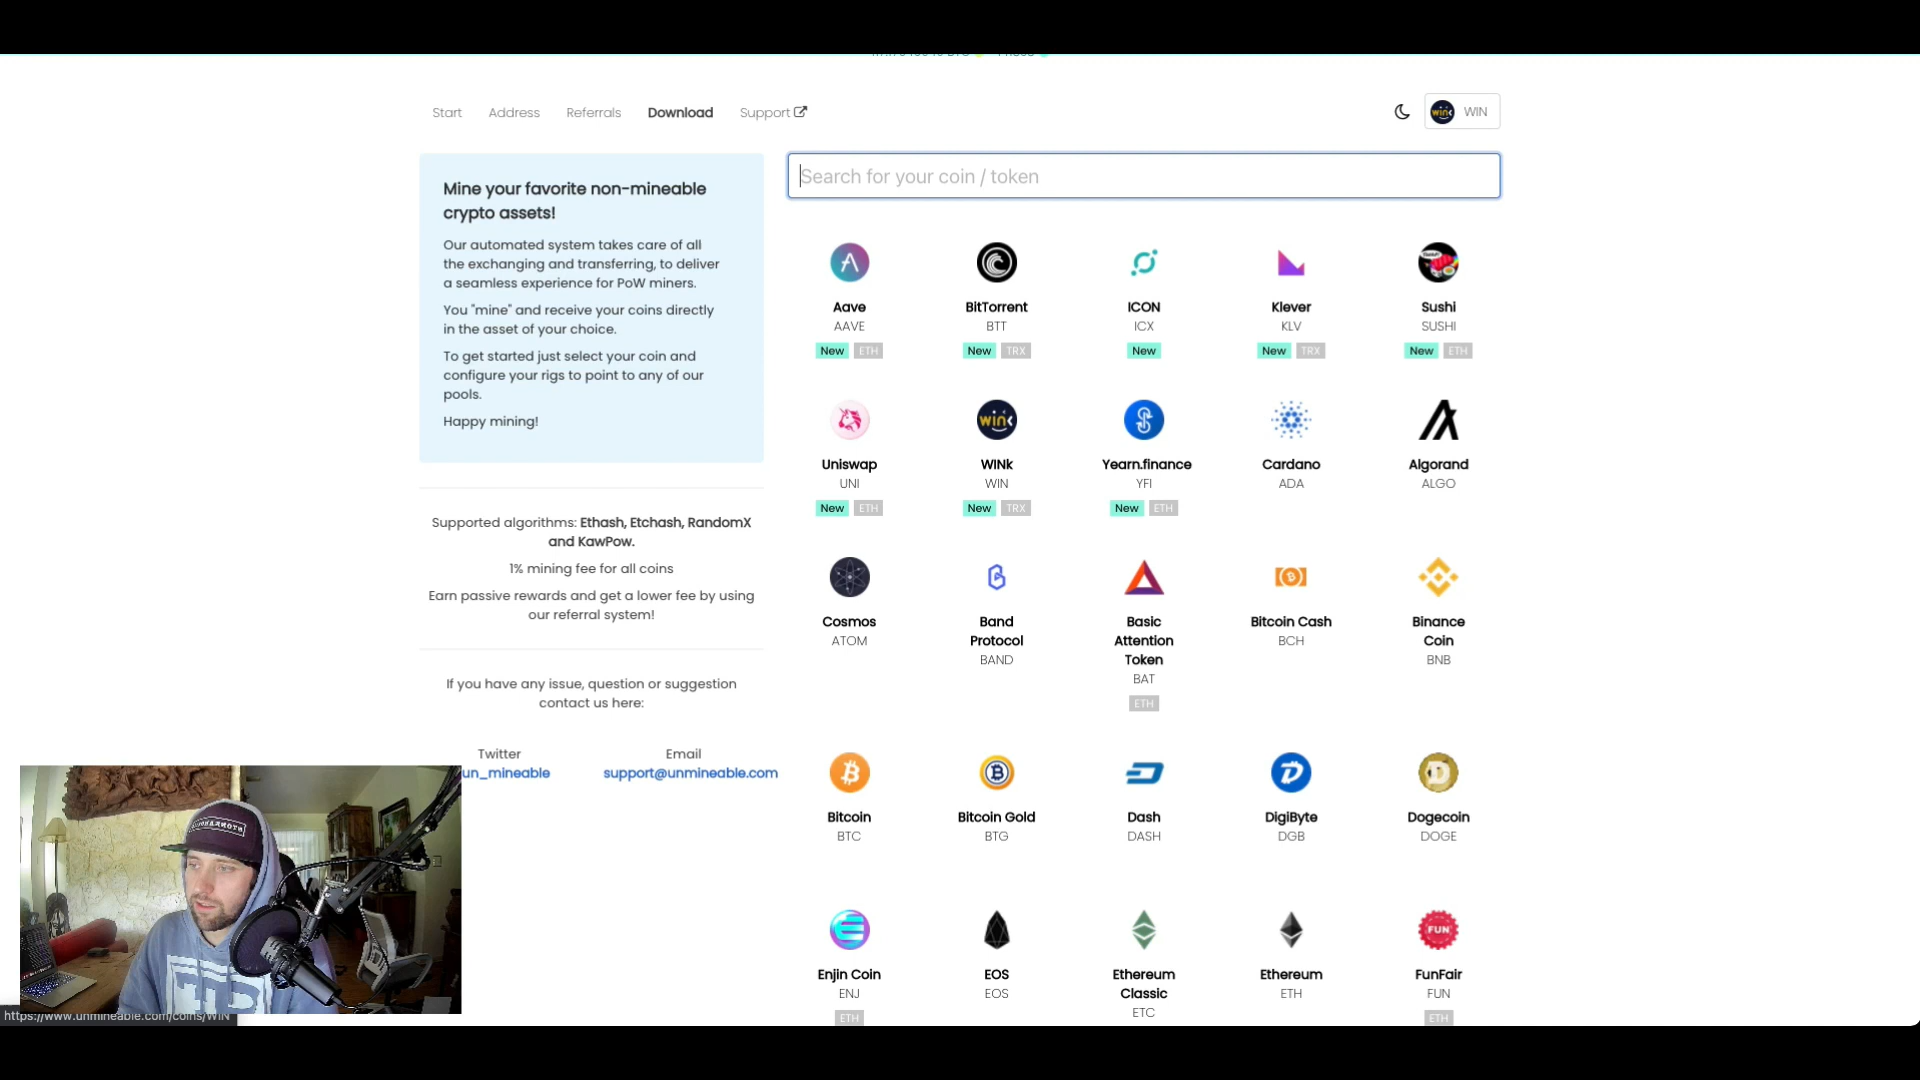 Start Address Referrals Download Support WIN
Mine your favorite non-mineable
crypto assets!
Our automated system takes care of all
the exchanging and transferring, to deliver
a seamless experience for PoW miners.
You "mine" and receive your coins directly
in the asset of your choice.
To get started just select your coin and
configure your rigs to point to any of our
pools.
Happy mining!
Supported algorithms: Ethash, Etchash, RandomX
and KawPow.
1% mining fee for all coins
Earn passive rewards and get a lower fee by using
our referral system!
If you have any issue, question or suggestion
contact us here:
Twitter Email
un_mineable support@unmineable.com
Search for your coin / token
Aave BitTorrent ICON Klever Sushi
AAVE BTT ICX KLV SUSHI
New ETH New TRX New New TRX New ETH
Uniswap WINk Yearn.finance Cardano Algorand
UNI WIN YFI ADA ALGO
New ETH New TRX New ETH
Cosmos Band Basic Bitcoin Cash Binance
ATOM Protocol Attention BCH Coin
BAND Token BNB
BAT
ETH
Bitcoin Bitcoin Gold Dash DigiByte Dogecoin
BTC BTG DASH DGB DOGE
FUN
Enjin Coin EOS Ethereum Ethereum FunFair
ENJ EOS Classic ETH FUN
ETH ETC ETH
https://www.unmineable.com/coins/WIN